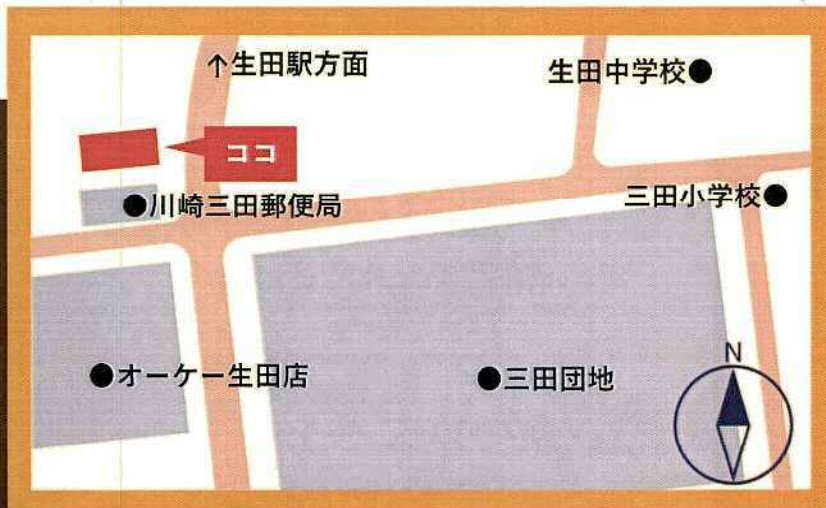 ↑生田駅方面
生田中学校●
ココ
●川崎三田郵便局
三田小学校●
●オーケー生田店
●三田団地
N